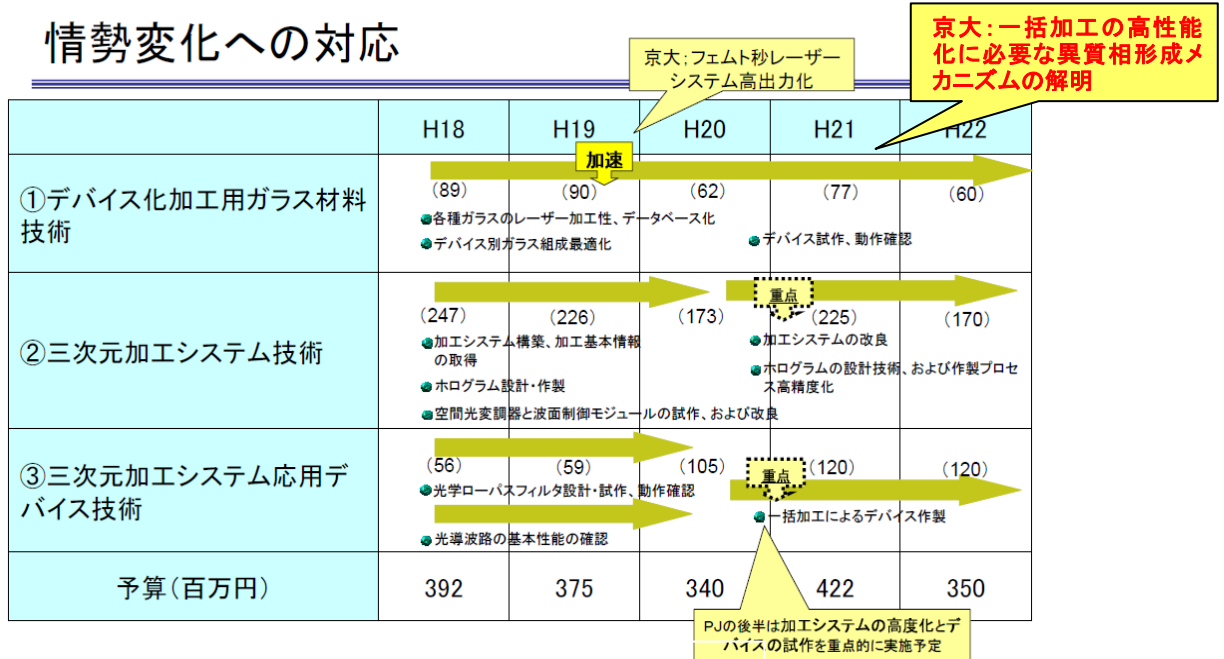 情勢変化への対応
京大；フェムト秒レーザー
システム高出力化
京大：一括加工の高性能
化に必要な異質相形成メ
カニズムの解明
H18 H19 H20 H21 H22
加速
①デバイス化加工用ガラス材料
技術
（89） （90） （62） （77） （60）
各種ガラスのレーザー加工性、データベース化
デバイス別ガラス組成最適化
デバイス試作、動作確認
②三次元加工システム技術
重点
（247） （226） （173） （225） （170）
加工システム構築、加工基本情報
の取得
ホログラム設計・作製
空間光変調器と波面制御モジュールの試作、および改良
加工システムの改良
ホログラムの設計技術、および作製プロセ
ス高精度化
③三次元加工システム応用デ
バイス技術
（56） （59） （105） （120） （120）
重点
光学ローパスフィルタ設計・試作、動作確認
光導波路の基本性能の確認
一括加工によるデバイス作製
予算（百万円） 392 375 340 422 350
PJの後半は加工システムの高度化とデ
バイスの試作を重点的に実施予定